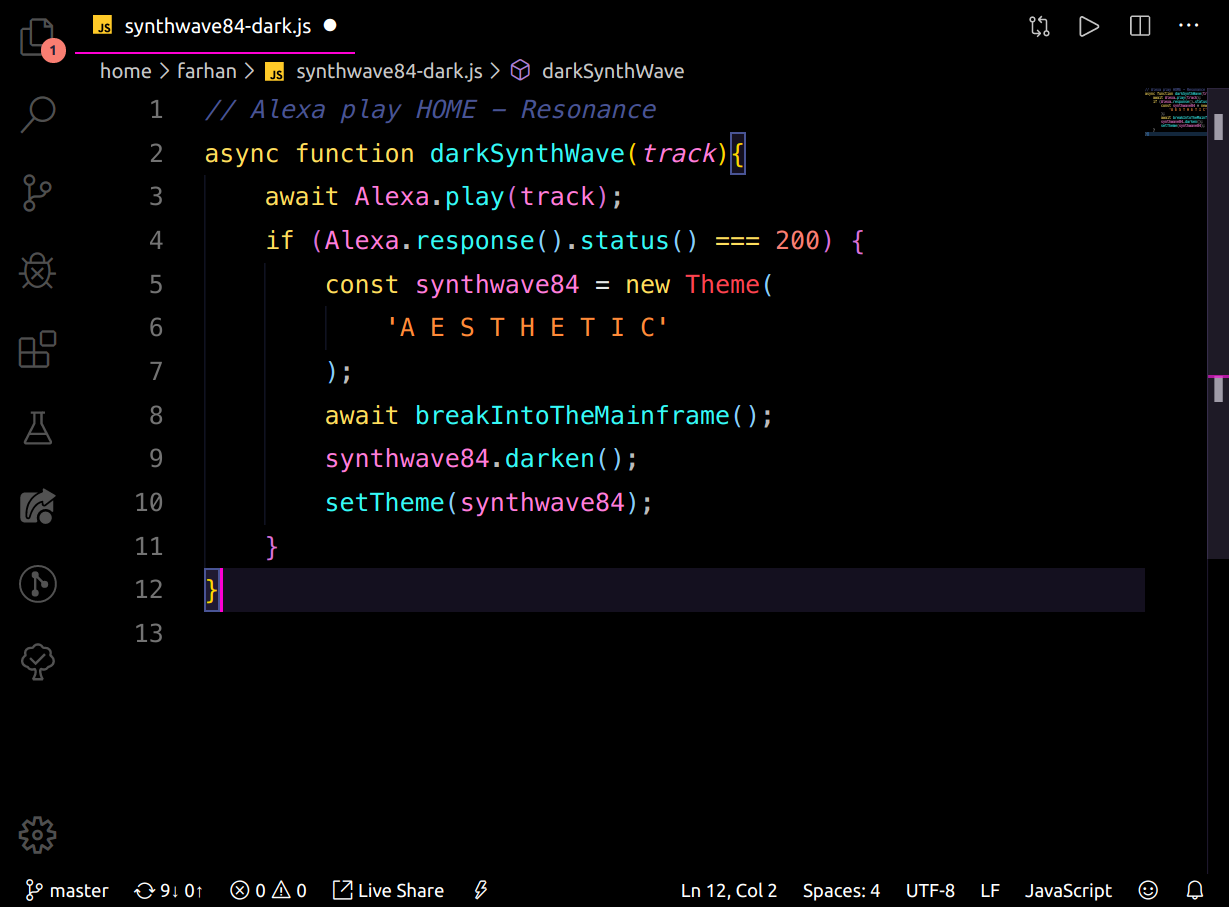 JS synthwave84-dark.js
1
home > farhan > JS synthwave84-dark.js > darkSynthWave
1 // Alexa play HOME – Resonance
2 async function darkSynthWave(track){
3     await Alexa.play(track);
4     if (Alexa.response().status() === 200) {
5         const synthwave84 = new Theme(
6             'A E S T H E T I C'
7         );
8         await breakIntoTheMainframe();
9         synthwave84.darken();
10         setTheme(synthwave84);
11     }
12 }
13
master 9↓ 0↑ 0 0 Live Share Ln 12, Col 2 Spaces: 4 UTF-8 LF JavaScript